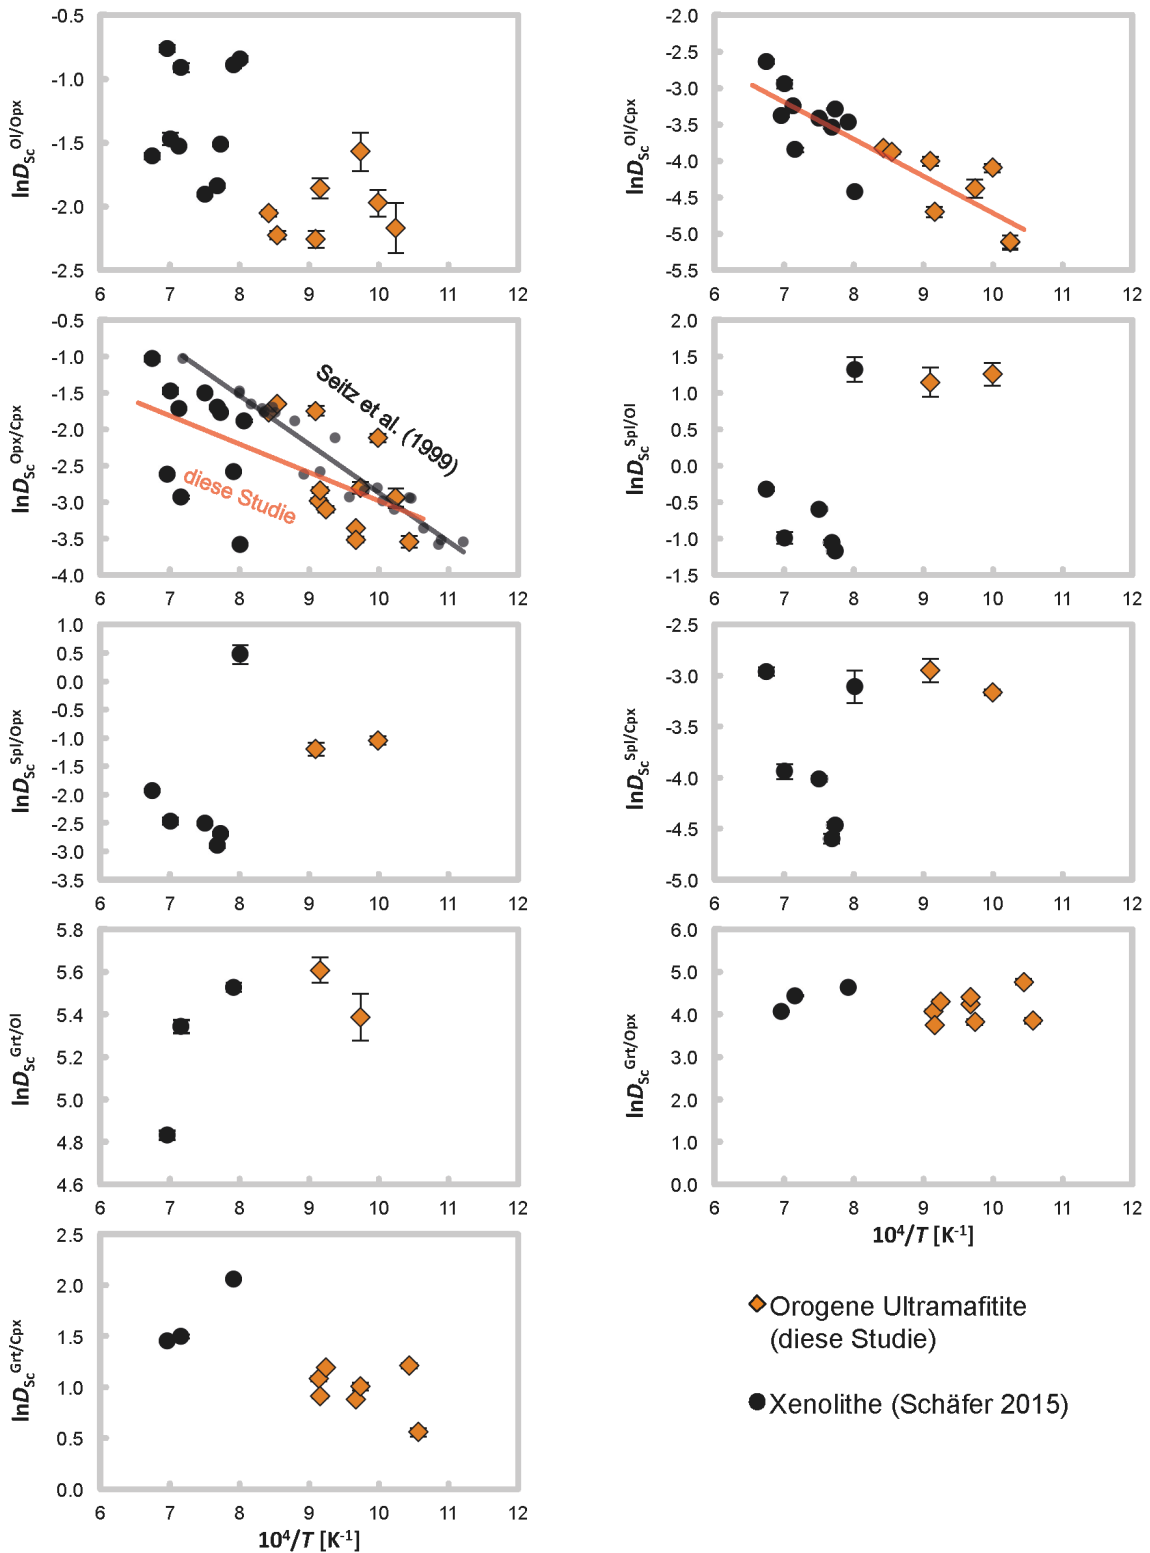 -0.5
-1.0
-1.5
-2.0
-2.5
lnD_Sc^Ol/Opx
6 7 8 9 10 11 12
-2.0
-2.5
-3.0
-3.5
-4.0
-4.5
-5.0
-5.5
lnD_Sc^Ol/Cpx
6 7 8 9 10 11 12
-0.5
-1.0
-1.5
-2.0
-2.5
-3.0
-3.5
-4.0
lnD_Sc^Opx/Cpx
Seitz et al. (1999)
diese Studie
6 7 8 9 10 11 12
2.0
1.5
1.0
0.5
0.0
-0.5
-1.0
-1.5
lnD_Sc^Spl/Ol
6 7 8 9 10 11 12
1.0
0.5
0.0
-0.5
-1.0
-1.5
-2.0
-2.5
-3.0
-3.5
lnD_Sc^Spl/Opx
6 7 8 9 10 11 12
-2.5
-3.0
-3.5
-4.0
-4.5
-5.0
lnD_Sc^Spl/Cpx
6 7 8 9 10 11 12
5.8
5.6
5.4
5.2
5.0
4.8
4.6
lnD_Sc^Grt/Ol
6 7 8 9 10 11 12
6.0
5.0
4.0
3.0
2.0
1.0
0.0
lnD_Sc^Grt/Opx
6 7 8 9 10 11 12
10⁴/T [K⁻¹]
2.5
2.0
1.5
1.0
0.5
0.0
lnD_Sc^Grt/Cpx
6 7 8 9 10 11 12
10⁴/T [K⁻¹]
Orogene Ultramafitite
(diese Studie)
Xenolithe (Schäfer 2015)